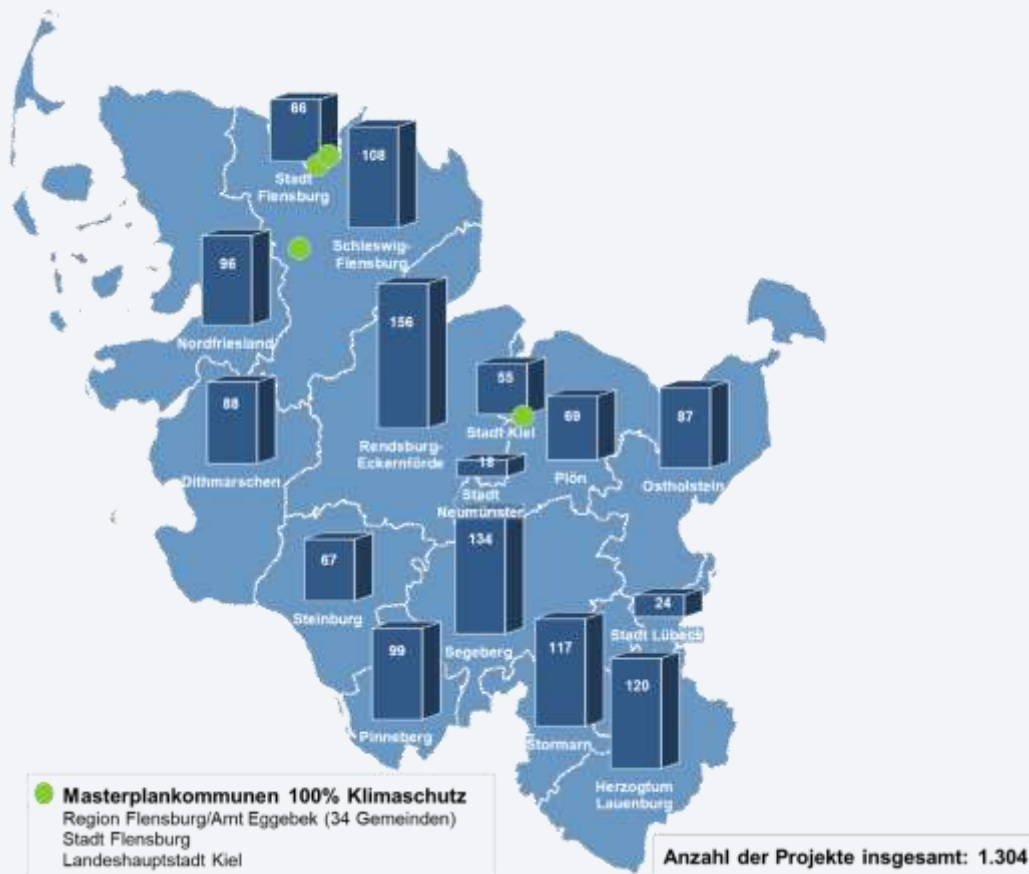 66
Stadt
Flensburg
108
Schleswig-
Flensburg
96
Nordfriesland
156
Rendsburg-
Eckernförde
55
Stadt Kiel
69
Plön
87
Ostholstein
88
Dithmarschen
18
Stadt
Neumünster
134
Segeberg
67
Steinburg
24
Stadt Lübeck
99
Pinneberg
117
Stormarn
120
Herzogtum
Lauenburg
Masterplankommunen 100% Klimaschutz
Region Flensburg/Amt Eggebek (34 Gemeinden)
Stadt Flensburg
Landeshauptstadt Kiel
Anzahl der Projekte insgesamt: 1.304